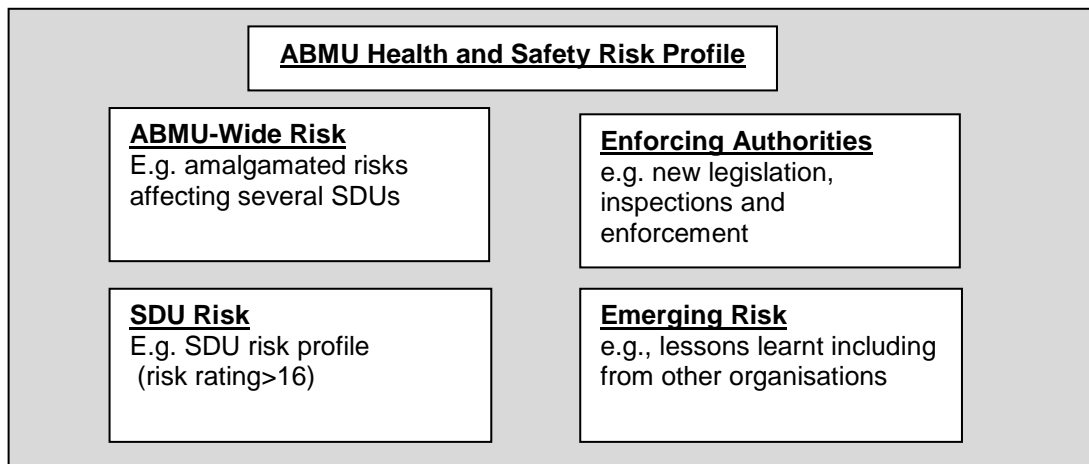 ABMU Health and Safety Risk Profile
ABMU-Wide Risk
E.g. amalgamated risks
affecting several SDUs
Enforcing Authorities
e.g. new legislation,
inspections and
enforcement
SDU Risk
E.g. SDU risk profile
(risk rating>16)
Emerging Risk
e.g., lessons learnt including
from other organisations